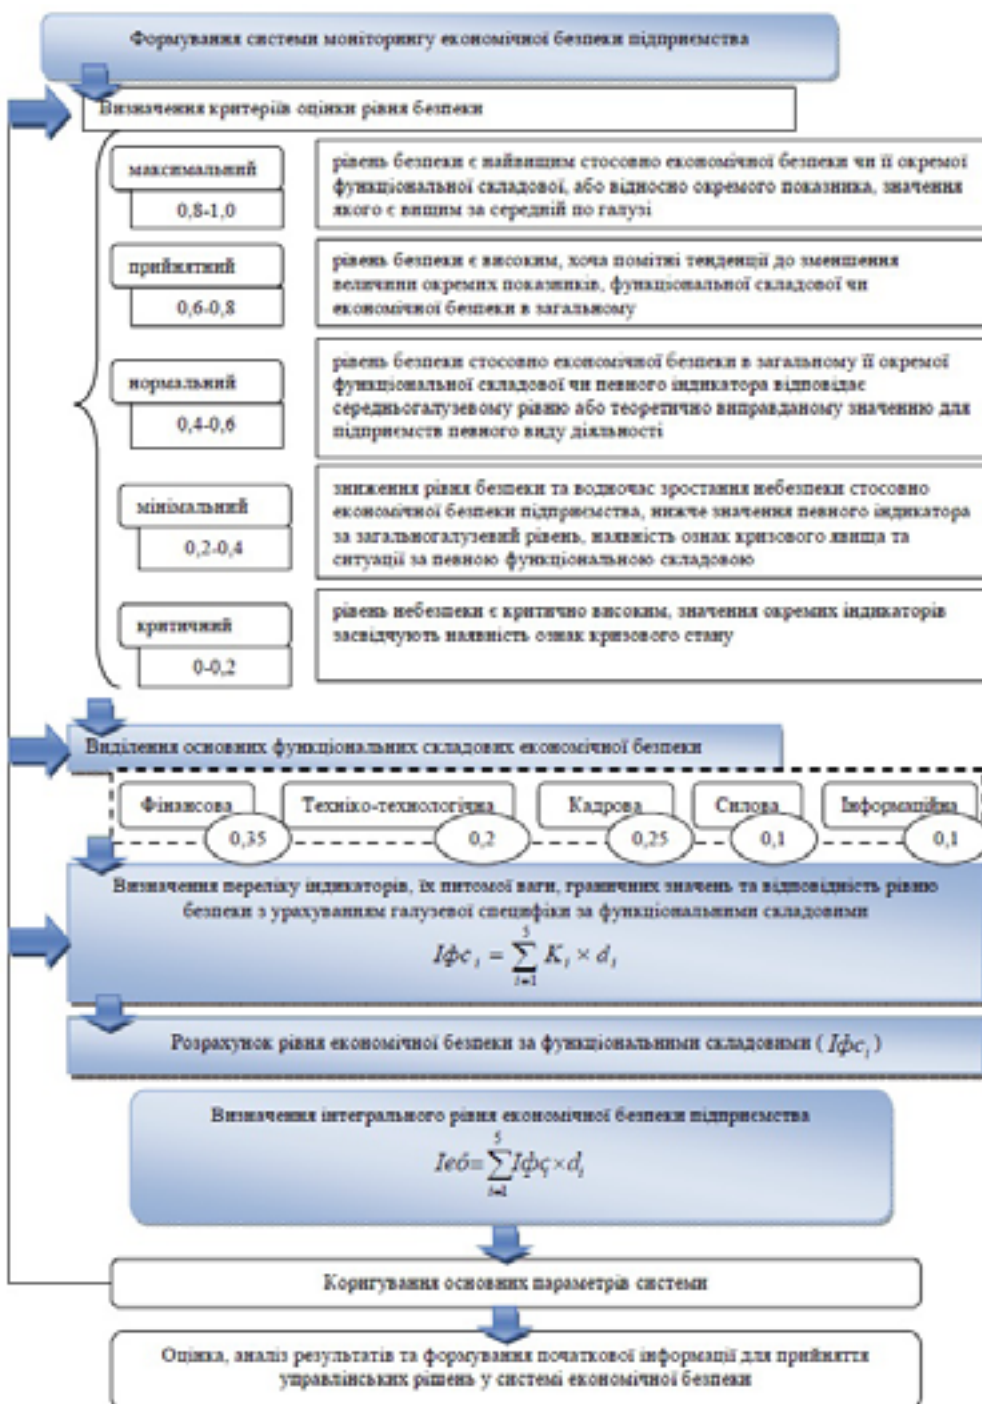 Формування системи моніторингу економічної безпеки підприємства
Визначення критеріїв оцінки рівня безпеки
максимальний
0,8-1,0
рівень безпеки є найвищим стосовно економічної безпеки чи її окремої
функціональної складової, або відносно окремого показника, значення
якого є вищим за середній по галузі
прийнятний
0,6-0,8
рівень безпеки є високим, хоча помітні тенденції до зменшення
величини окремих показників, функціональної складової чи
економічної безпеки в загальному
нормальний
0,4-0,6
рівень безпеки стосовно економічної безпеки в загальному її окремої
функціональної складової чи певного індикатора відповідає
середньогалузевому рівню або теоретично виправданому значенню для
підприємств певного виду діяльності
мінімальний
0,2-0,4
зниження рівня безпеки та водночас зростання небезпеки стосовно
економічної безпеки підприємства, нижче значення певного індикатора
за загальногалузевий рівень, наявність ознак кризового явища та
ситуації за певною функціональною складовою
критичний
0-0,2
рівень небезпеки є критично високим, значення окремих індикаторів
засвідчують наявність ознак кризового стану
Виділення основних функціональних складових економічної безпеки
Фінансова Техніко-технологічна Кадрова Силова Інформаційна
0,35 0,2 0,25 0,1 0,1
Визначення переліку індикаторів, їх питомої ваги, граничних значень та відповідність рівню
безпеки з урахуванням галузевої специфіки за функціональними складовими
Iфс_i = ∑_{i=1}^{5} K_i × d_i
Розрахунок рівня економічної безпеки за функціональними складовими ( Iфс_i )
Визначення інтегрального рівня економічної безпеки підприємства
Iеб=∑_{i=1}^{5} Iфс_i×d_i
Коригування основних параметрів системи
Оцінка, аналіз результатів та формування початкової інформації для прийняття
управлінських рішень у системі економічної безпеки